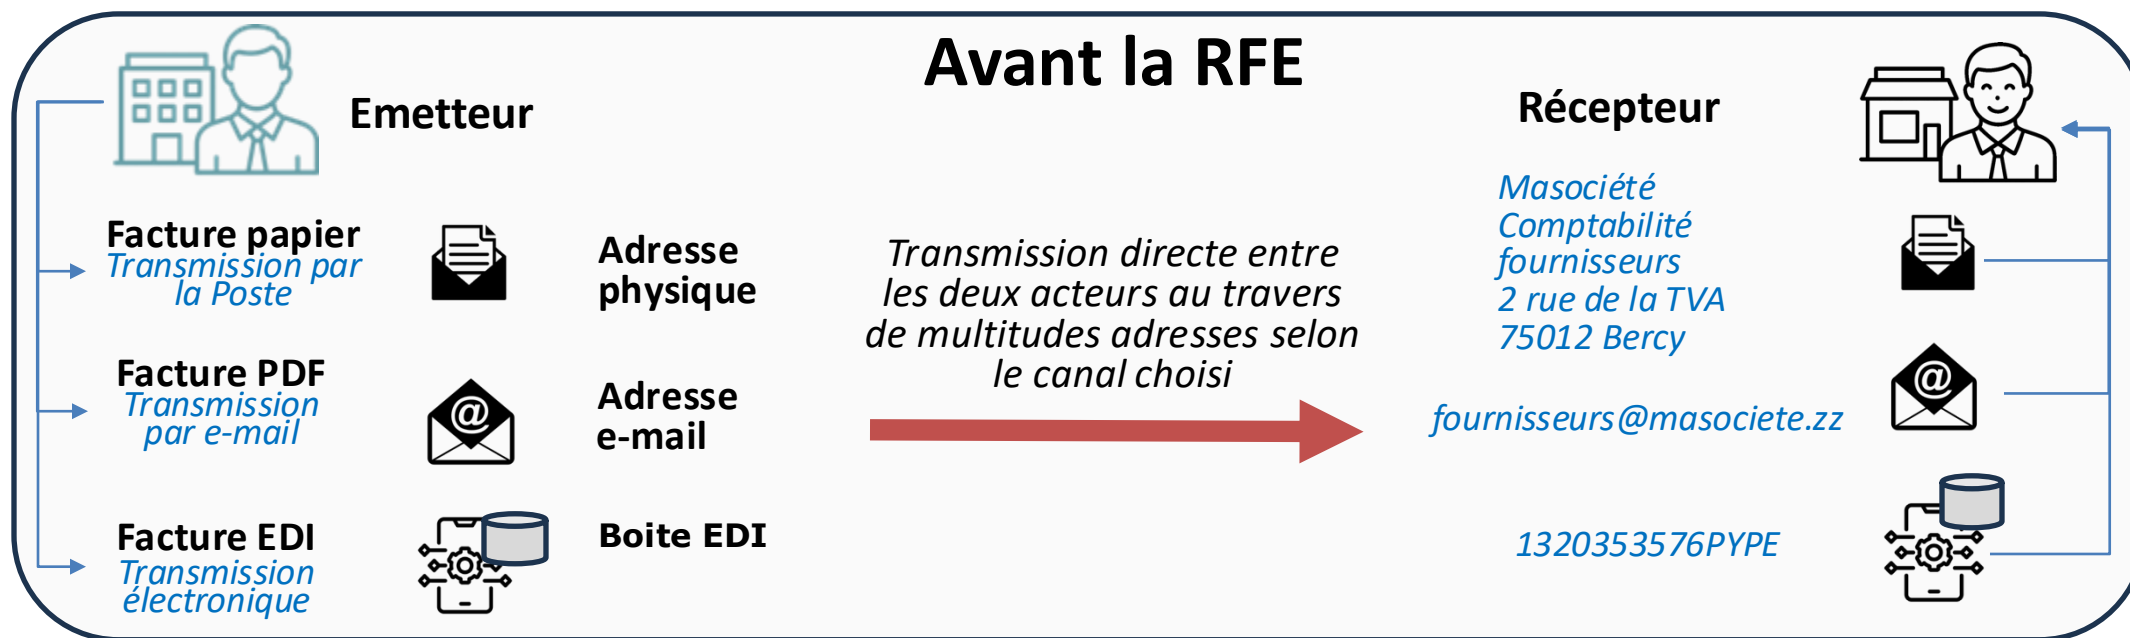 Avant la RFE
Emetteur
Récepteur
Facture papier
Transmission par
la Poste
Adresse
physique
Facture PDF
Transmission
par e-mail
Adresse
e-mail
Facture EDI
Transmission
électronique
Boite EDI
Transmission directe entre
les deux acteurs au travers
de multitudes adresses selon
le canal choisi
Masociété
Comptabilité
fournisseurs
2 rue de la TVA
75012 Bercy
@
fournisseurs@masociete.zz
@
1320353576PYPE